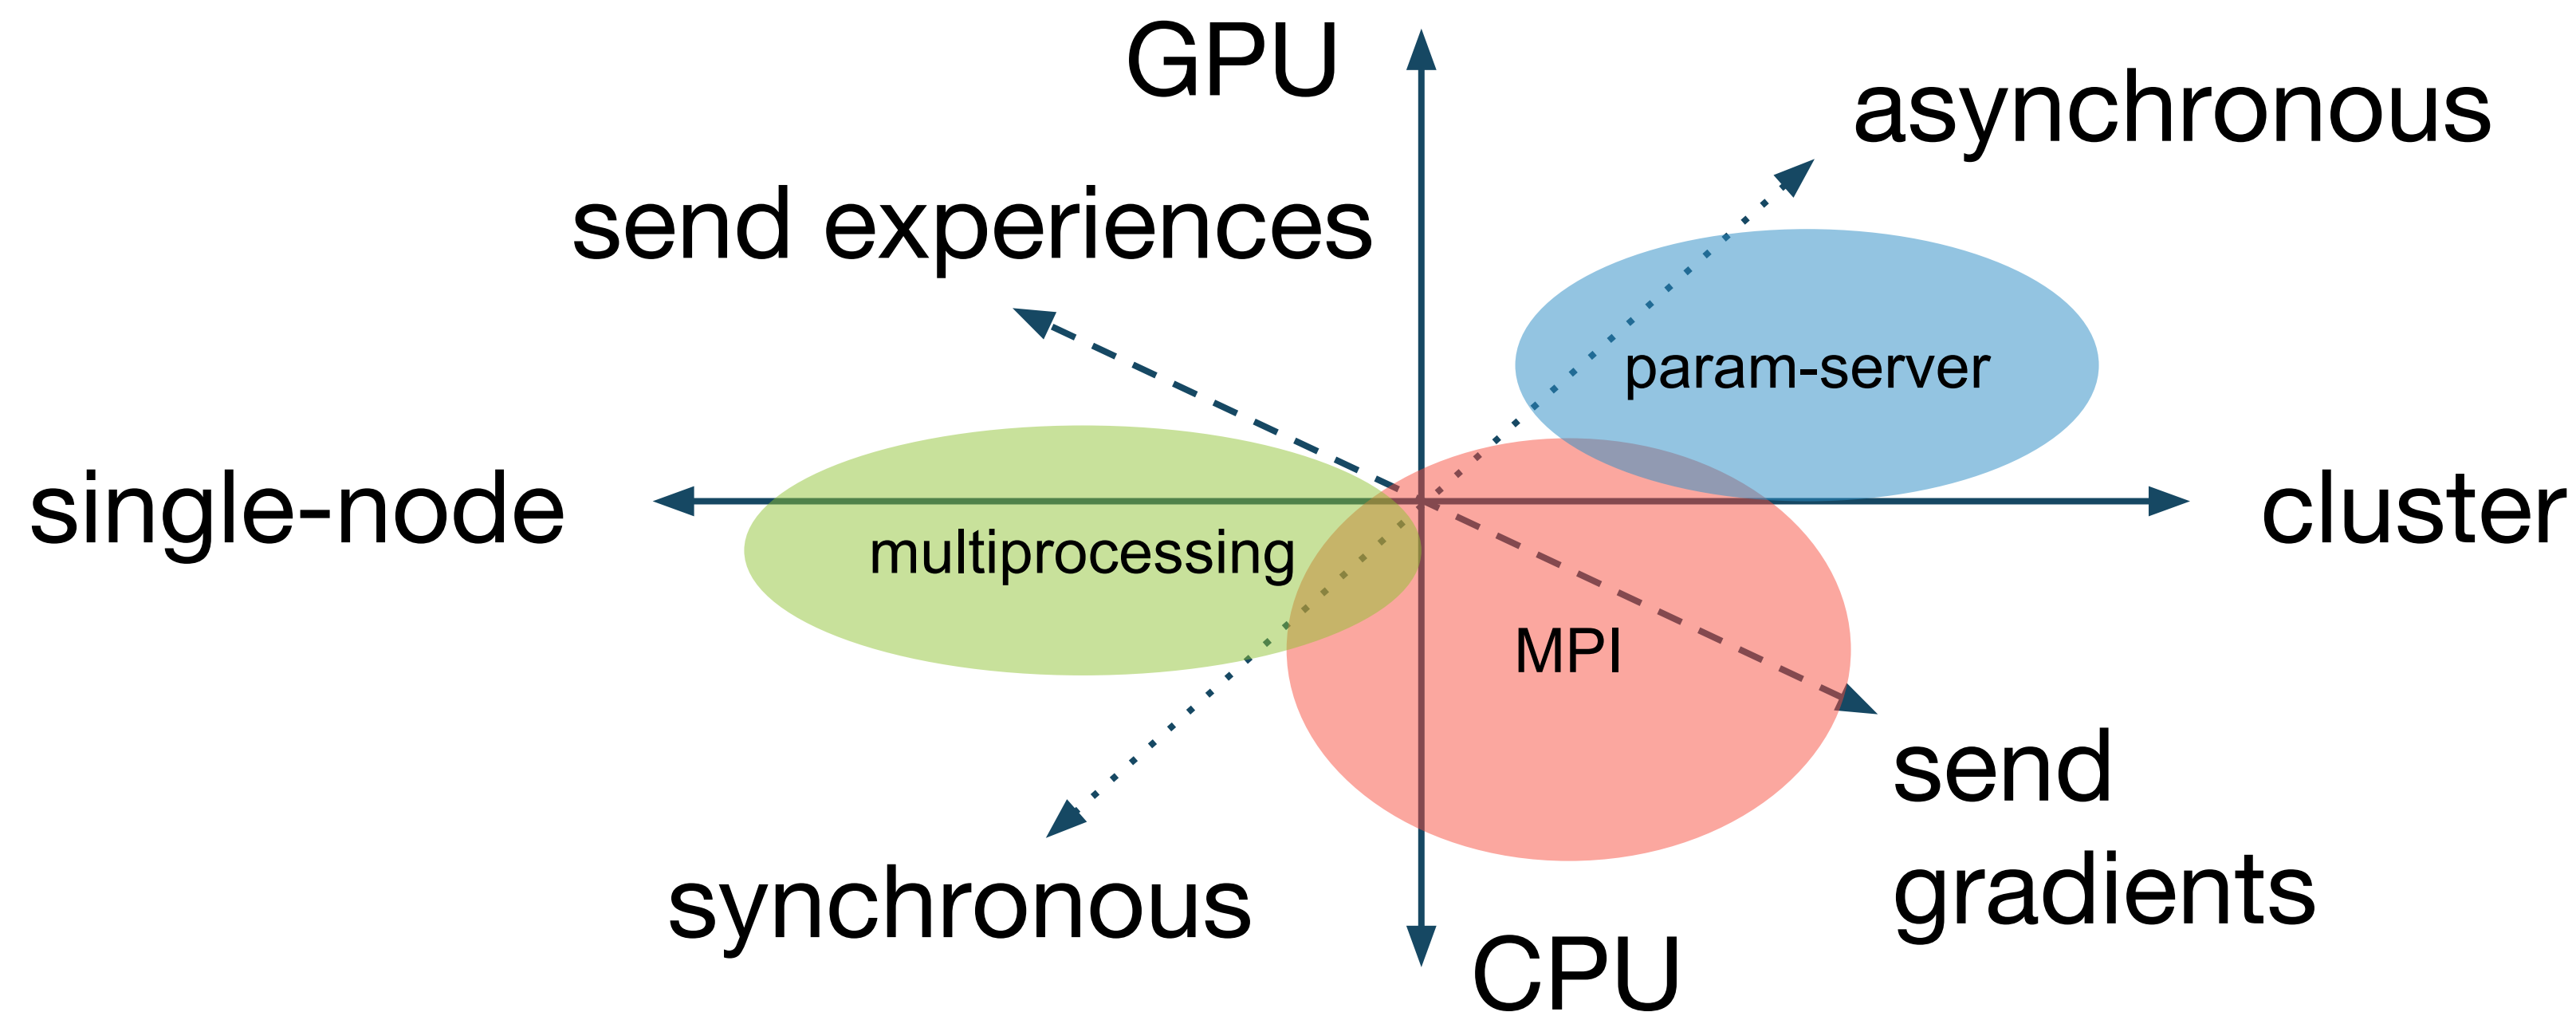 GPU
asynchronous
send experiences
param-server
single-node
cluster
multiprocessing
MPI
send
gradients
synchronous
CPU